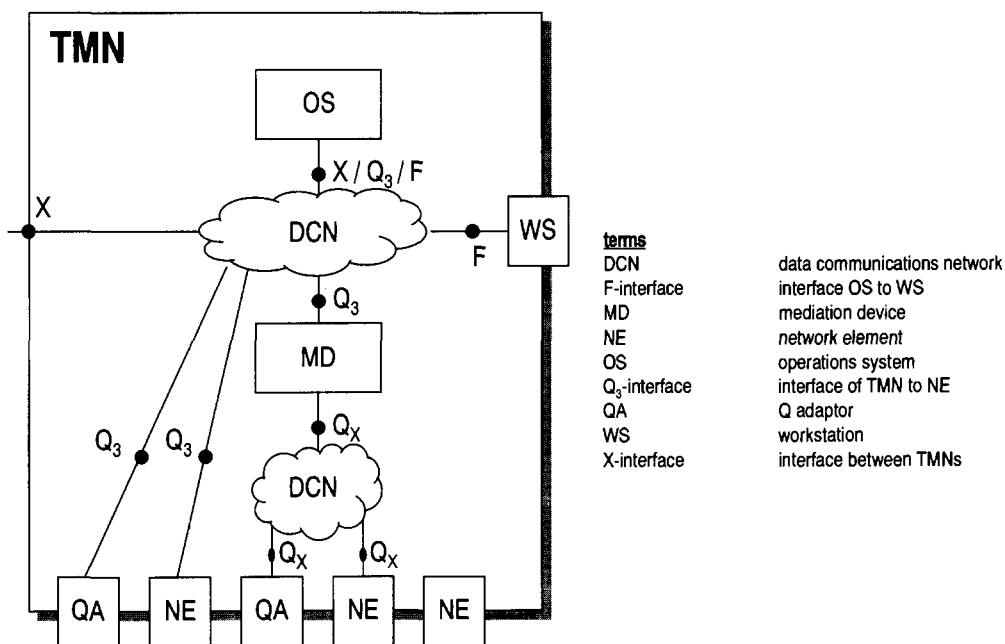 TMN
OS
X / Q₃ / F
X
DCN
WS
F
Q₃
MD
Q₃
Q₃
Qₓ
DCN
Qₓ
Qₓ
QA
NE
QA
NE
NE
terms
DCN data communications network
F-interface interface OS to WS
MD mediation device
NE network element
OS operations system
Q₃-interface interface of TMN to NE
QA Q adaptor
WS workstation
X-interface interface between TMNs